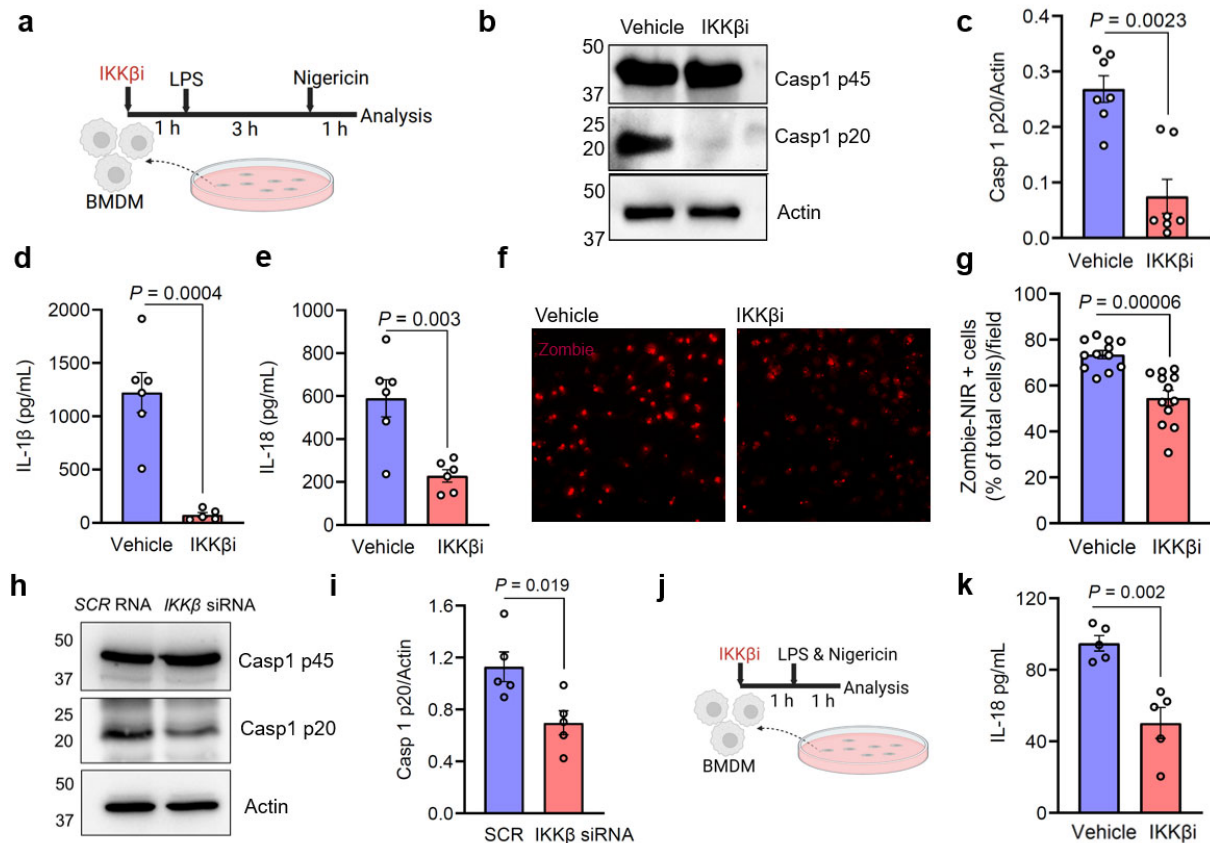 a
IKKβi
LPS
Nigericin
Analysis
1 h
3 h
1 h
BMDM
b
Vehicle IKKβi
50
37
Casp1 p45
25
20
Casp1 p20
50
37
Actin
c
P = 0.0023
Casp 1 p20/Actin
0.4
0.3
0.2
0.1
0.0
Vehicle IKKβi
d
P = 0.0004
IL-1β (pg/mL)
2000
1500
1000
500
0
Vehicle IKKβi
e
P = 0.003
IL-18 (pg/mL)
1000
800
600
400
200
0
Vehicle IKKβi
f
Vehicle
IKKβi
Zombie
g
P = 0.00006
Zombie-NIR + cells
(% of total cells)/field
100
80
60
40
20
0
Vehicle IKKβi
h
SCR RNA IKKβ siRNA
50
37
Casp1 p45
25
20
Casp1 p20
50
37
Actin
i
P = 0.019
Casp 1 p20/Actin
1.6
1.2
0.8
0.4
0.0
SCR IKKβ siRNA
j
IKKβi
LPS & Nigericin
Analysis
1 h 1 h
BMDM
k
P = 0.002
IL-18 pg/mL
120
80
40
0
Vehicle IKKβi